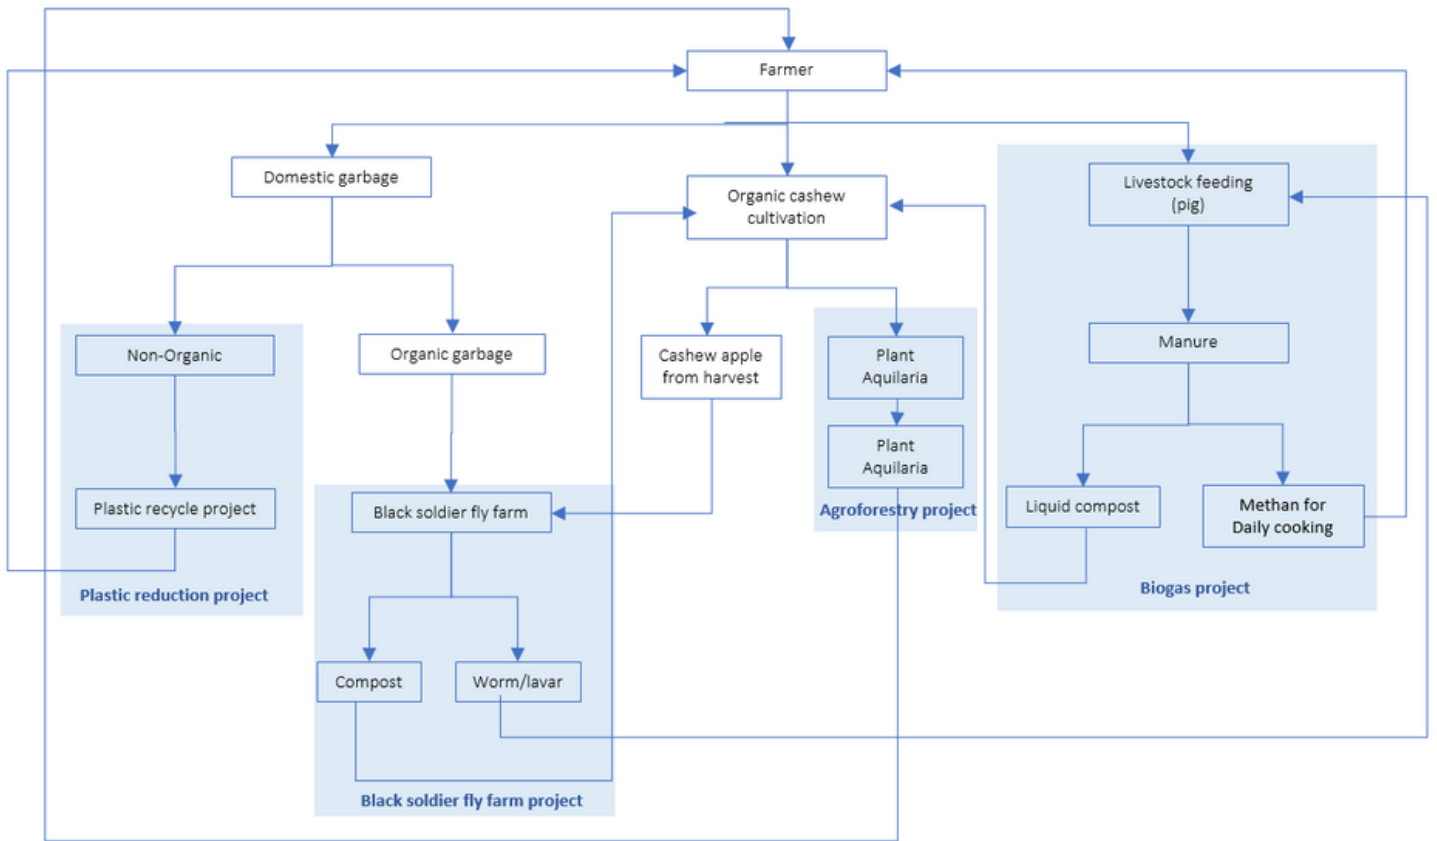 Farmer
Domestic garbage
Organic cashew
cultivation
Livestock feeding
(pig)
Non-Organic
Organic garbage
Cashew apple
from harvest
Plant
Aquilaria
Manure
Plant
Aquilaria
Plastic recycle project
Black soldier fly farm
Agroforestry project
Liquid compost
Methan for
Daily cooking
Plastic reduction project
Biogas project
Compost
Worm/lavar
Black soldier fly farm project